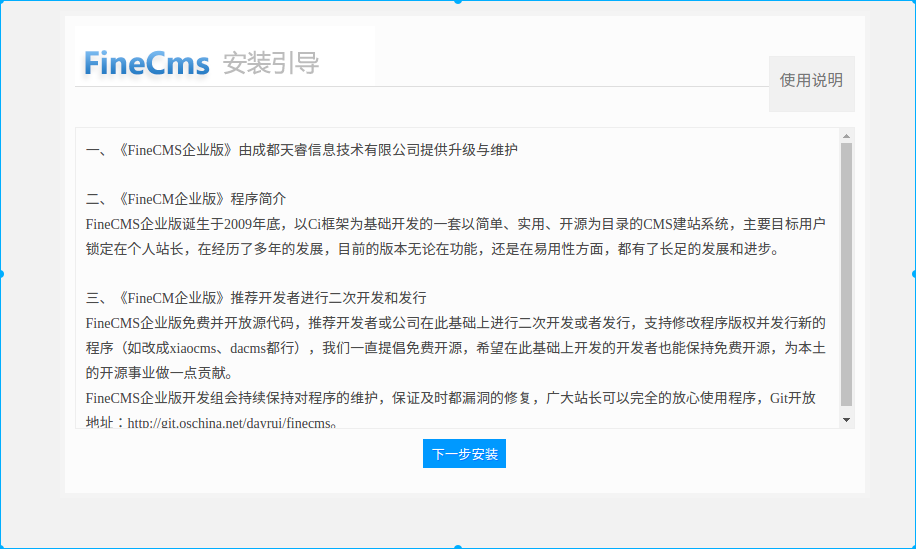 FineCms 安装引导
使用说明
一、《FineCMS企业版》由成都天睿信息技术有限公司提供升级与维护
二、《FineCM企业版》程序简介
FineCMS企业版诞生于2009年底，以Ci框架为基础开发的一套以简单、实用、开源为目录的CMS建站系统，主要目标用户
锁定在个人站长，在经历了多年的发展，目前的版本无论在功能，还是在易用性方面，都有了长足的发展和进步。
三、《FineCM企业版》推荐开发者进行二次开发和发行
FineCMS企业版免费并开放源代码，推荐开发者或公司在此基础上进行二次开发或者发行，支持修改程序版权并发行新的
程序（如改成xiaocms、dacms都行），我们一直提倡免费开源，希望在此基础上开发的开发者也能保持免费开源，为本土
的开源事业做一点贡献。
FineCMS企业版开发组会持续保持对程序的维护，保证及时都漏洞的修复，广大站长可以完全的放心使用程序，Git开放
地址：http://git.oschina.net/dayrui/finecms。
下一步安装